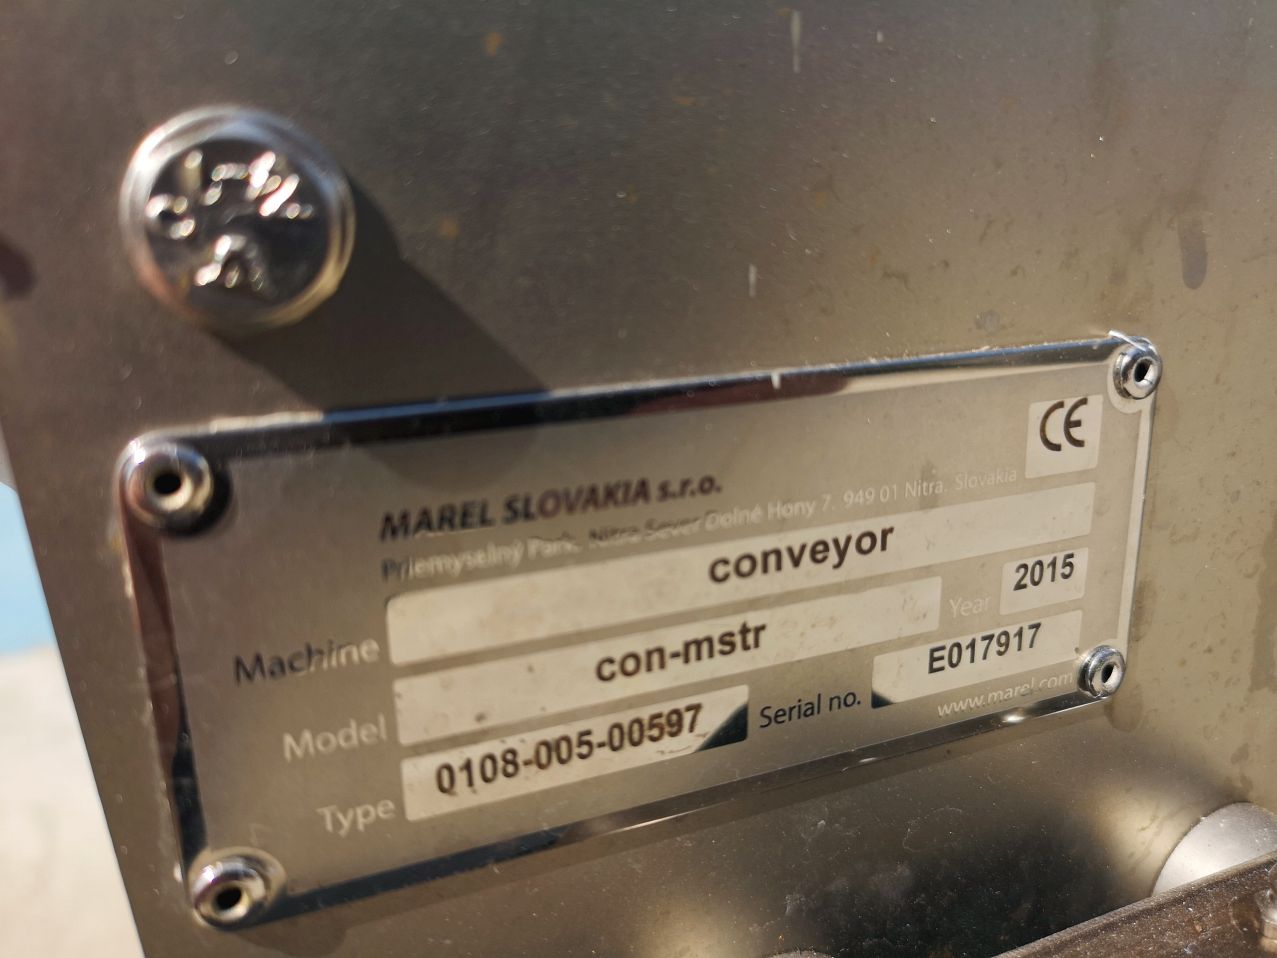 MAREL SLOVAKIA s.r.o.
Priemyselný Park, Nitra Sever Dolné Hony 7. 949 01 Nitra. Slovakia
CE
Machine conveyor
Model con-mstr Year 2015
Type 0108-005-00597 Serial no. E017917
www.marel.com